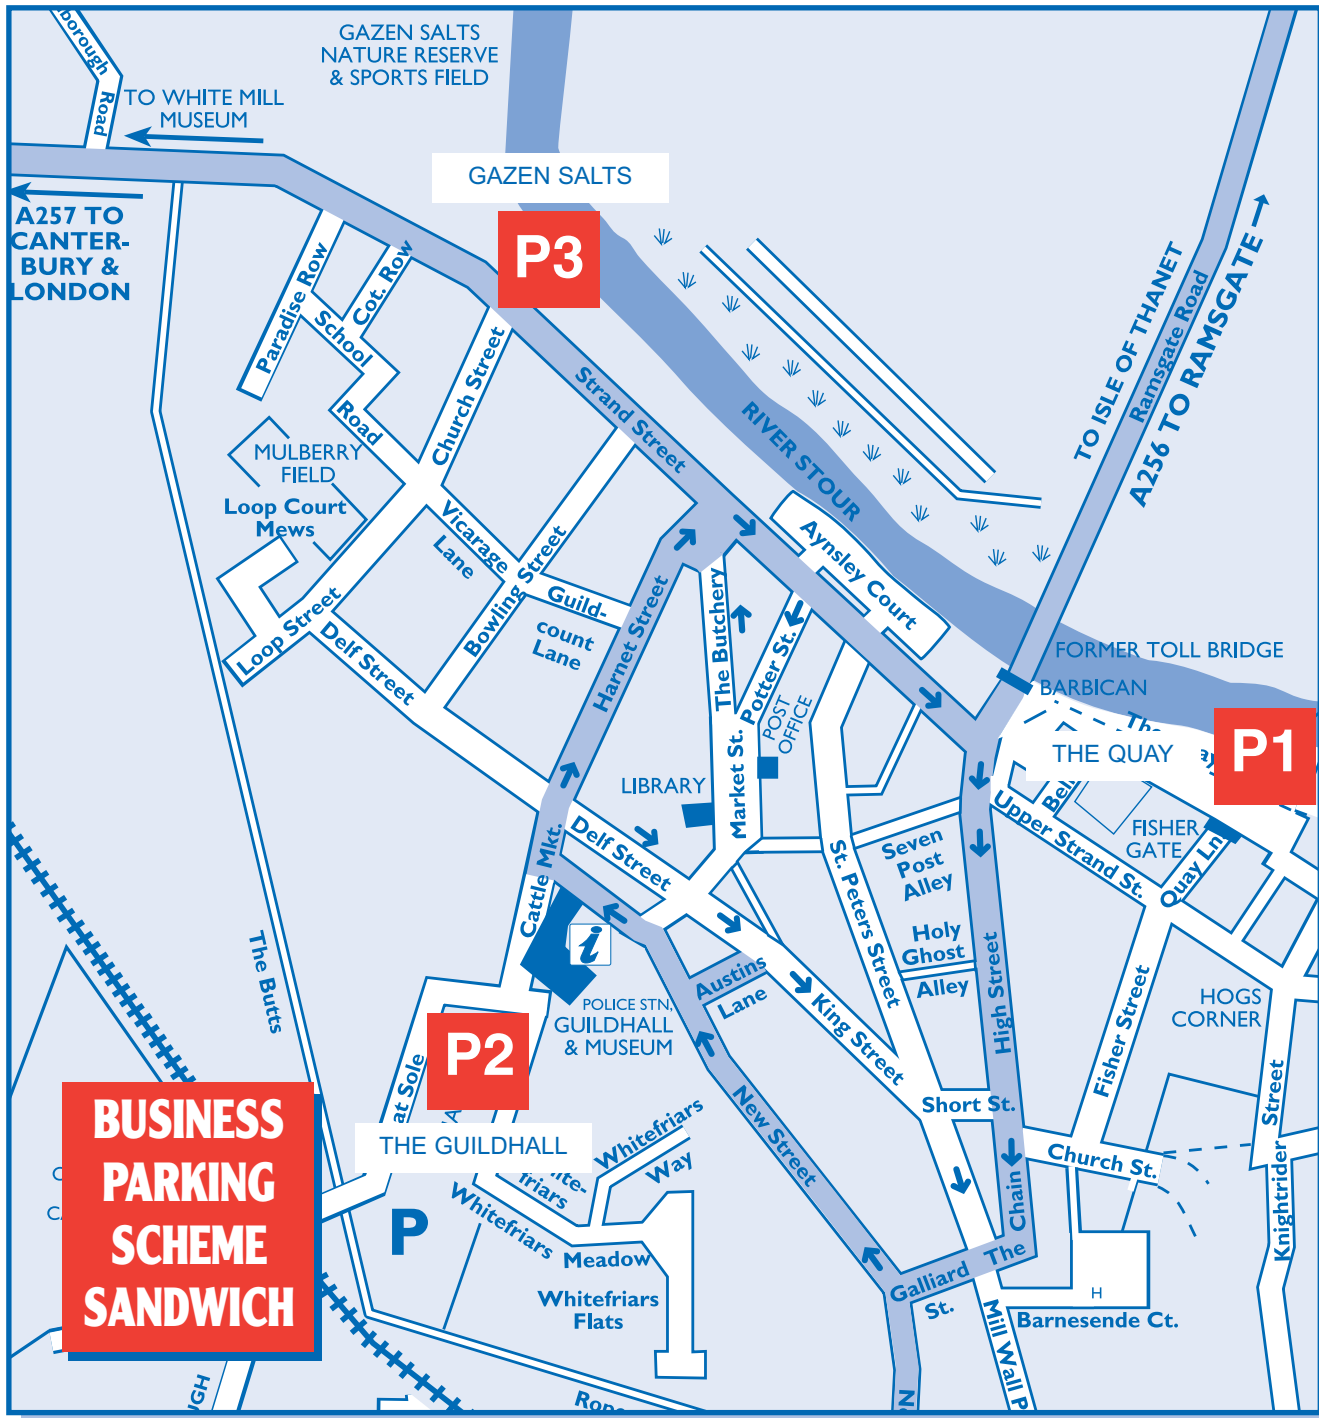 borough
Road
GAZEN SALTS
NATURE RESERVE
& SPORTS FIELD
TO WHITE MILL
MUSEUM
GAZEN SALTS
P3
A257 TO
CANTER-
BURY &
LONDON
Paradise Row
Cot. Row
School
Road
Church Street
Strand Street
RIVER STOUR
TO ISLE OF THANET
Ramsgate Road
A256 TO RAMSGATE
MULBERRY
FIELD
Loop Court
Mews
Vicarage
Lane
Bowling Street
Guild-
count
Lane
Harnet Street
Aynsley Court
Loop Street
Delf Street
The Butchery
Potter St.
POST
OFFICE
Market St.
LIBRARY
FORMER TOLL BRIDGE
BARBICAN
THE QUAY
P1
Upper Strand St.
FISHER
GATE
Quay Ln
Delf Street
Cattle Mkt.
St. Peters Street
Seven
Post
Alley
Holy
Ghost
Alley
High Street
Austins
Lane
King Street
The Butts
i
POLICE STN,
GUILDHALL
& MUSEUM
Fisher Street
HOGS
CORNER
Knightrider
Street
P2
at Sole
THE GUILDHALL
New Street
Short St.
Church St.
The
Chain
Galliard
St.
Whitefriars
Way
friars
Whitefriars
Meadow
Whitefriars
Flats
P
H
Barnesende Ct.
Mill Wall P
BUSINESS
PARKING
SCHEME
SANDWICH